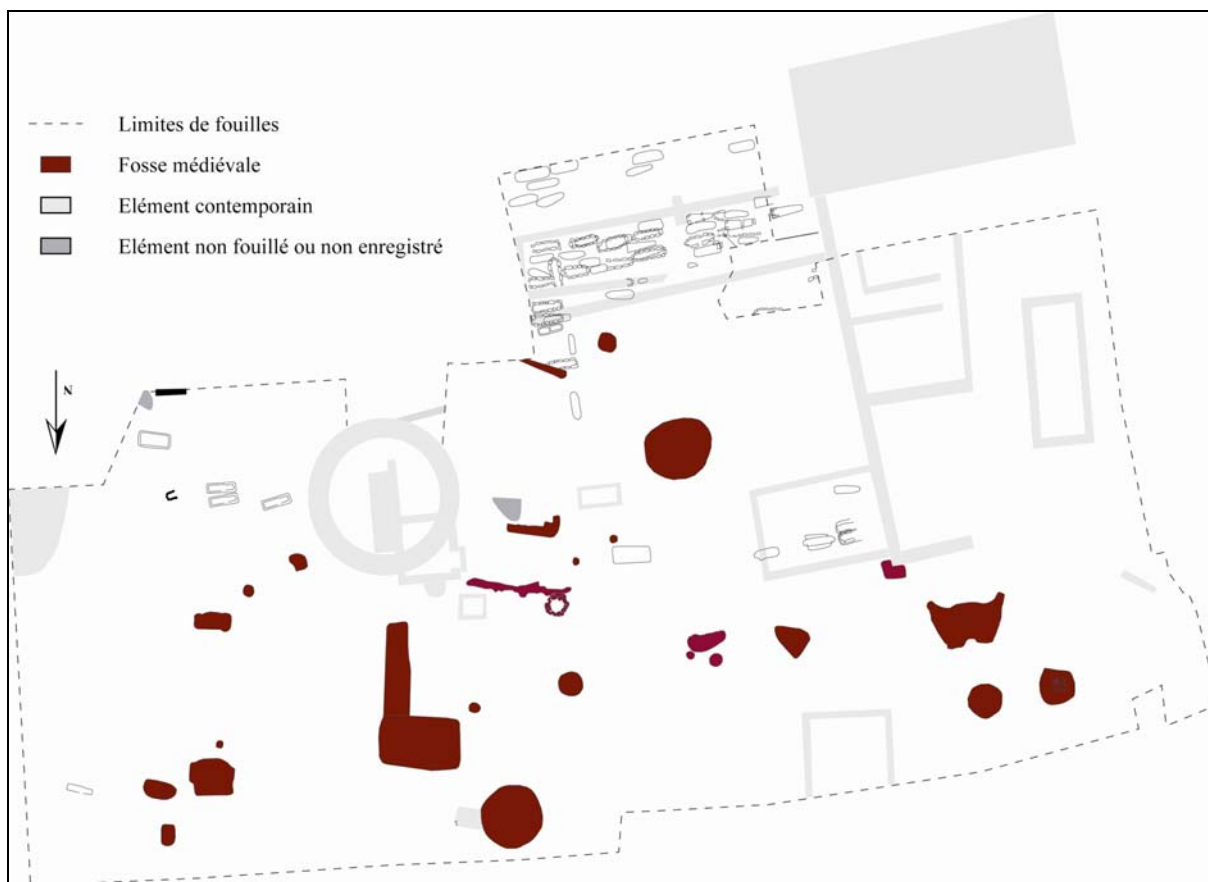 Limites de fouilles
Fosse médiévale
Elément contemporain
Elément non fouillé ou non enregistré
N